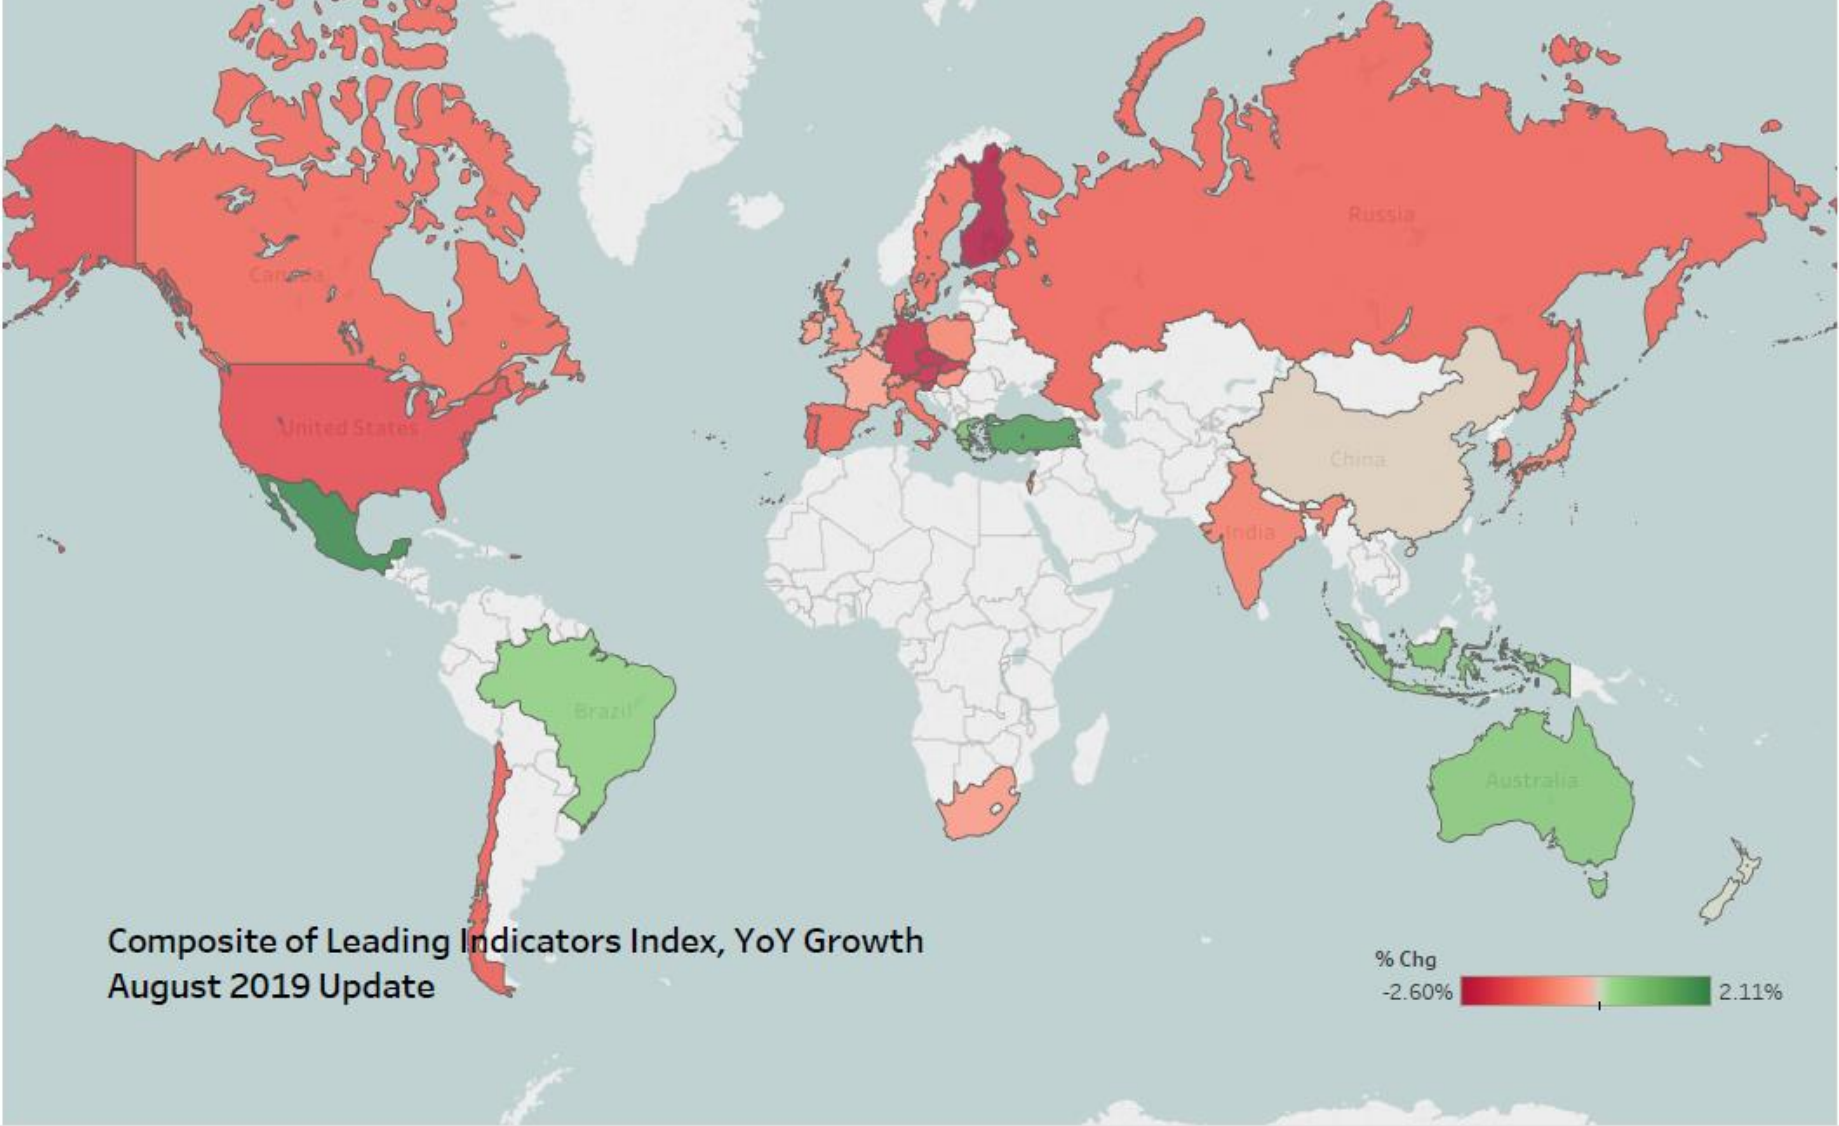 Canada
Russia
United States
China
India
Brazil
Australia
Composite of Leading Indicators Index, YoY Growth
August 2019 Update
% Chg
-2.60%
2.11%